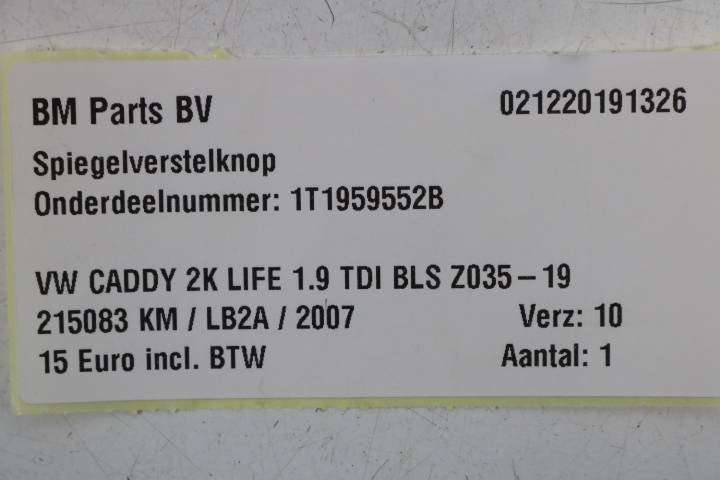 BM Parts BV 021220191326
Spiegelverstelknop
Onderdeelnummer: 1T1959552B
VW CADDY 2K LIFE 1.9 TDI BLS Z035-19
215083 KM / LB2A / 2007 Verz: 10
15 Euro incl. BTW Aantal: 1